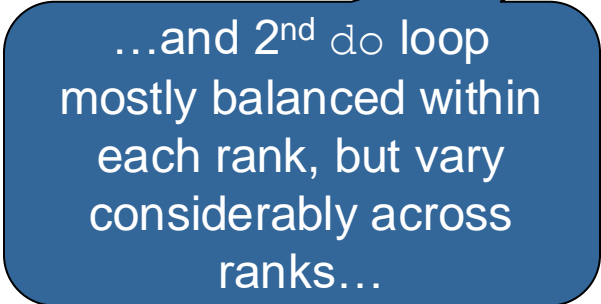 …and 2nd do loop
mostly balanced within
each rank, but vary
considerably across
ranks…